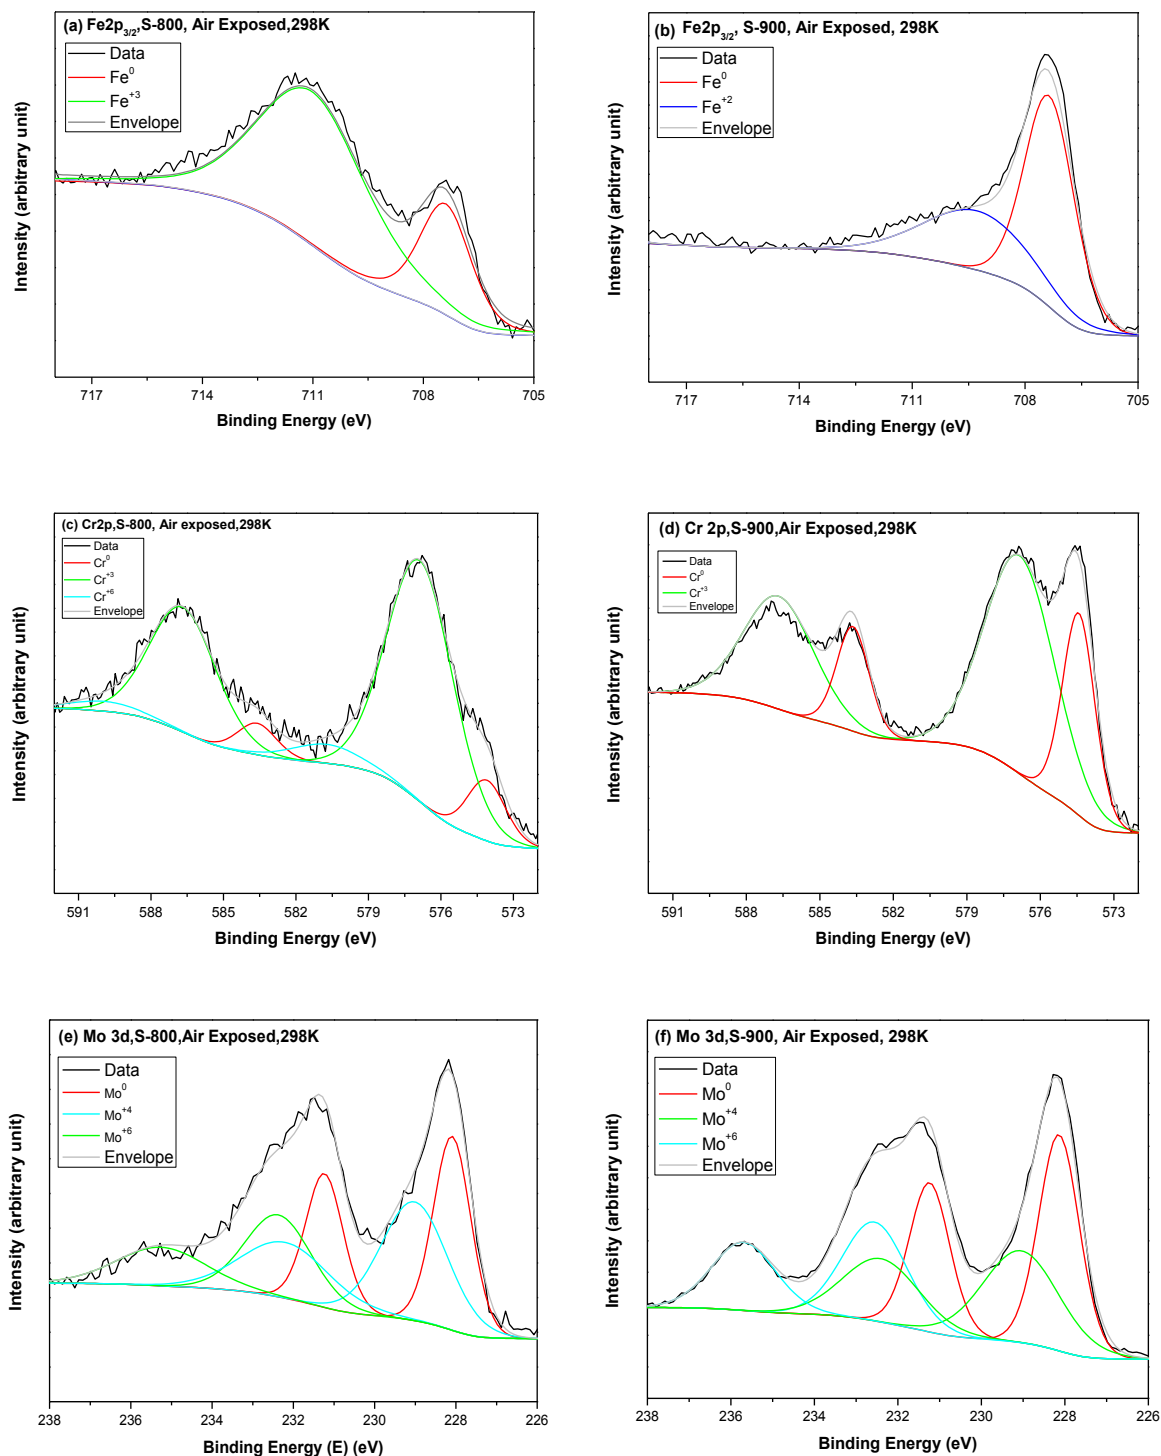 (a) Fe2p3/2,S-800, Air Exposed,298K
Data
Fe0
Fe+3
Envelope
Intensity (arbitrary unit)
717 714 711 708 705
Binding Energy (eV)
(b) Fe2p3/2, S-900, Air Exposed, 298K
Data
Fe0
Fe+2
Envelope
Intensity (arbitrary unit)
717 714 711 708 705
Binding Energy (eV)
(c) Cr2p,S-800, Air exposed,298K
Data
Cr0
Cr+3
Cr+6
Envelope
Intensity (arbitrary unit)
591 588 585 582 579 576 573
Binding Energy (eV)
(d) Cr 2p,S-900,Air Exposed,298K
Data
Cr0
Cr+3
Envelope
Intensity (arbitrary unit)
591 588 585 582 579 576 573
Binding Energy (eV)
(e) Mo 3d,S-800,Air Exposed,298K
Data
Mo0
Mo+4
Mo+6
Envelope
Intensity (arbitrary unit)
238 236 234 232 230 228 226
Binding Energy (E) (eV)
(f) Mo 3d,S-900, Air Exposed, 298K
Data
Mo0
Mo+4
Mo+6
Envelope
Intensity (arbitrary unit)
238 236 234 232 230 228 226
Binding Energy (eV)